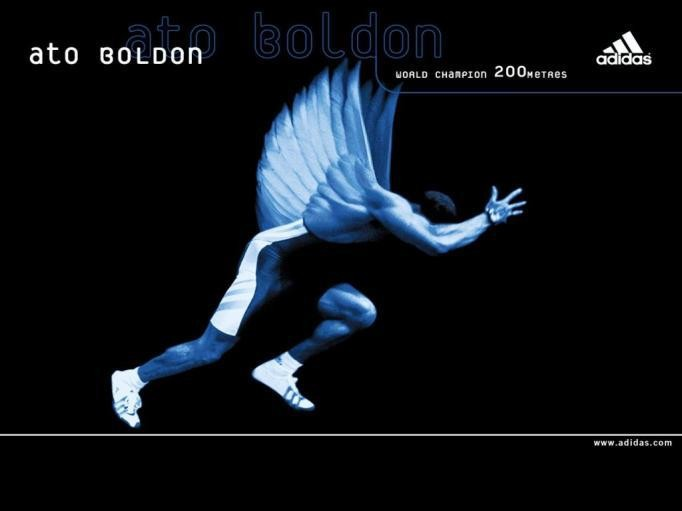 ato Boldon
ato BOLDON
WORLD CHAMPION 200METRES
adidas
www.adidas.com